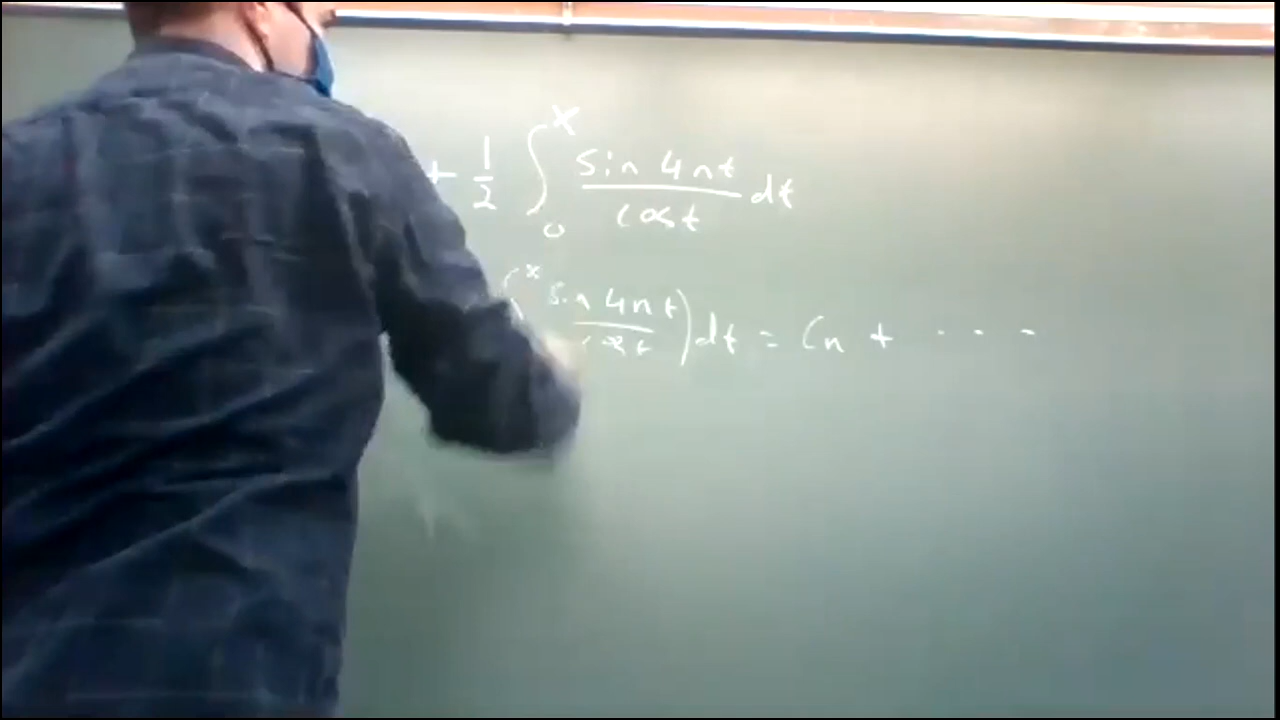 + 1/2 ∫₀ˣ sin 4nt / cos t dt
∫ˣ sin 4nt / cos t) dt = Cn + . . .